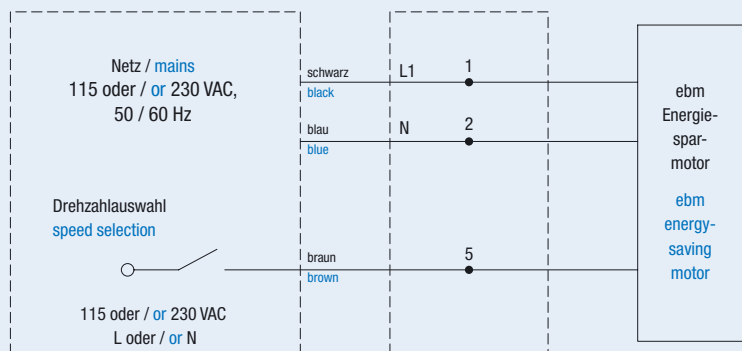 Netz / mains
115 oder / or 230 VAC,
50 / 60 Hz
schwarz
black
L1
1
blau
blue
N
2
Drehzahlauswahl
speed selection
braun
brown
5
115 oder / or 230 VAC
L oder / or N
ebm
Energie-
spar-
motor
ebm
energy-
saving
motor